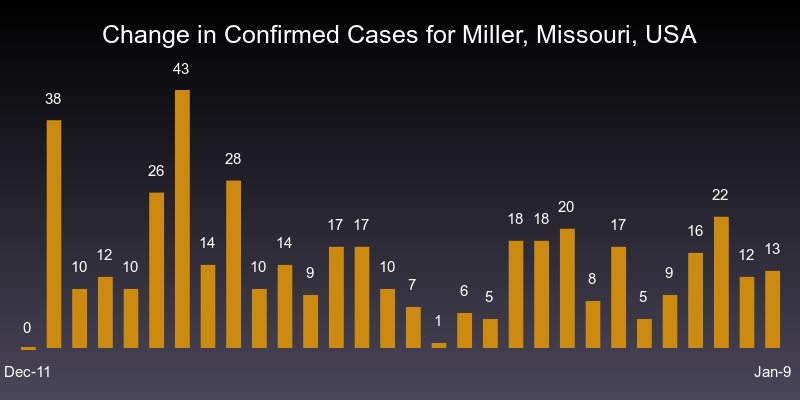 Change in Confirmed Cases for Miller, Missouri, USA
0 38 10 12 10 26 43 14 28 10 14 9 17 17 10 7 1 6 5 18 18 20 8 17 5 9 16 22 12 13
Dec-11 Jan-9